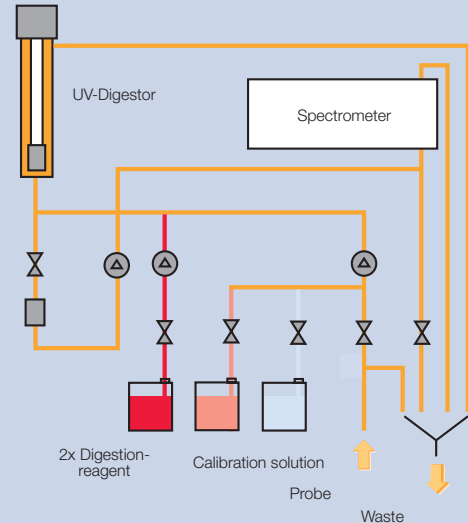 UV-Digestor
Spectrometer
2x Digestion-
reagent
Calibration solution
Probe
Waste